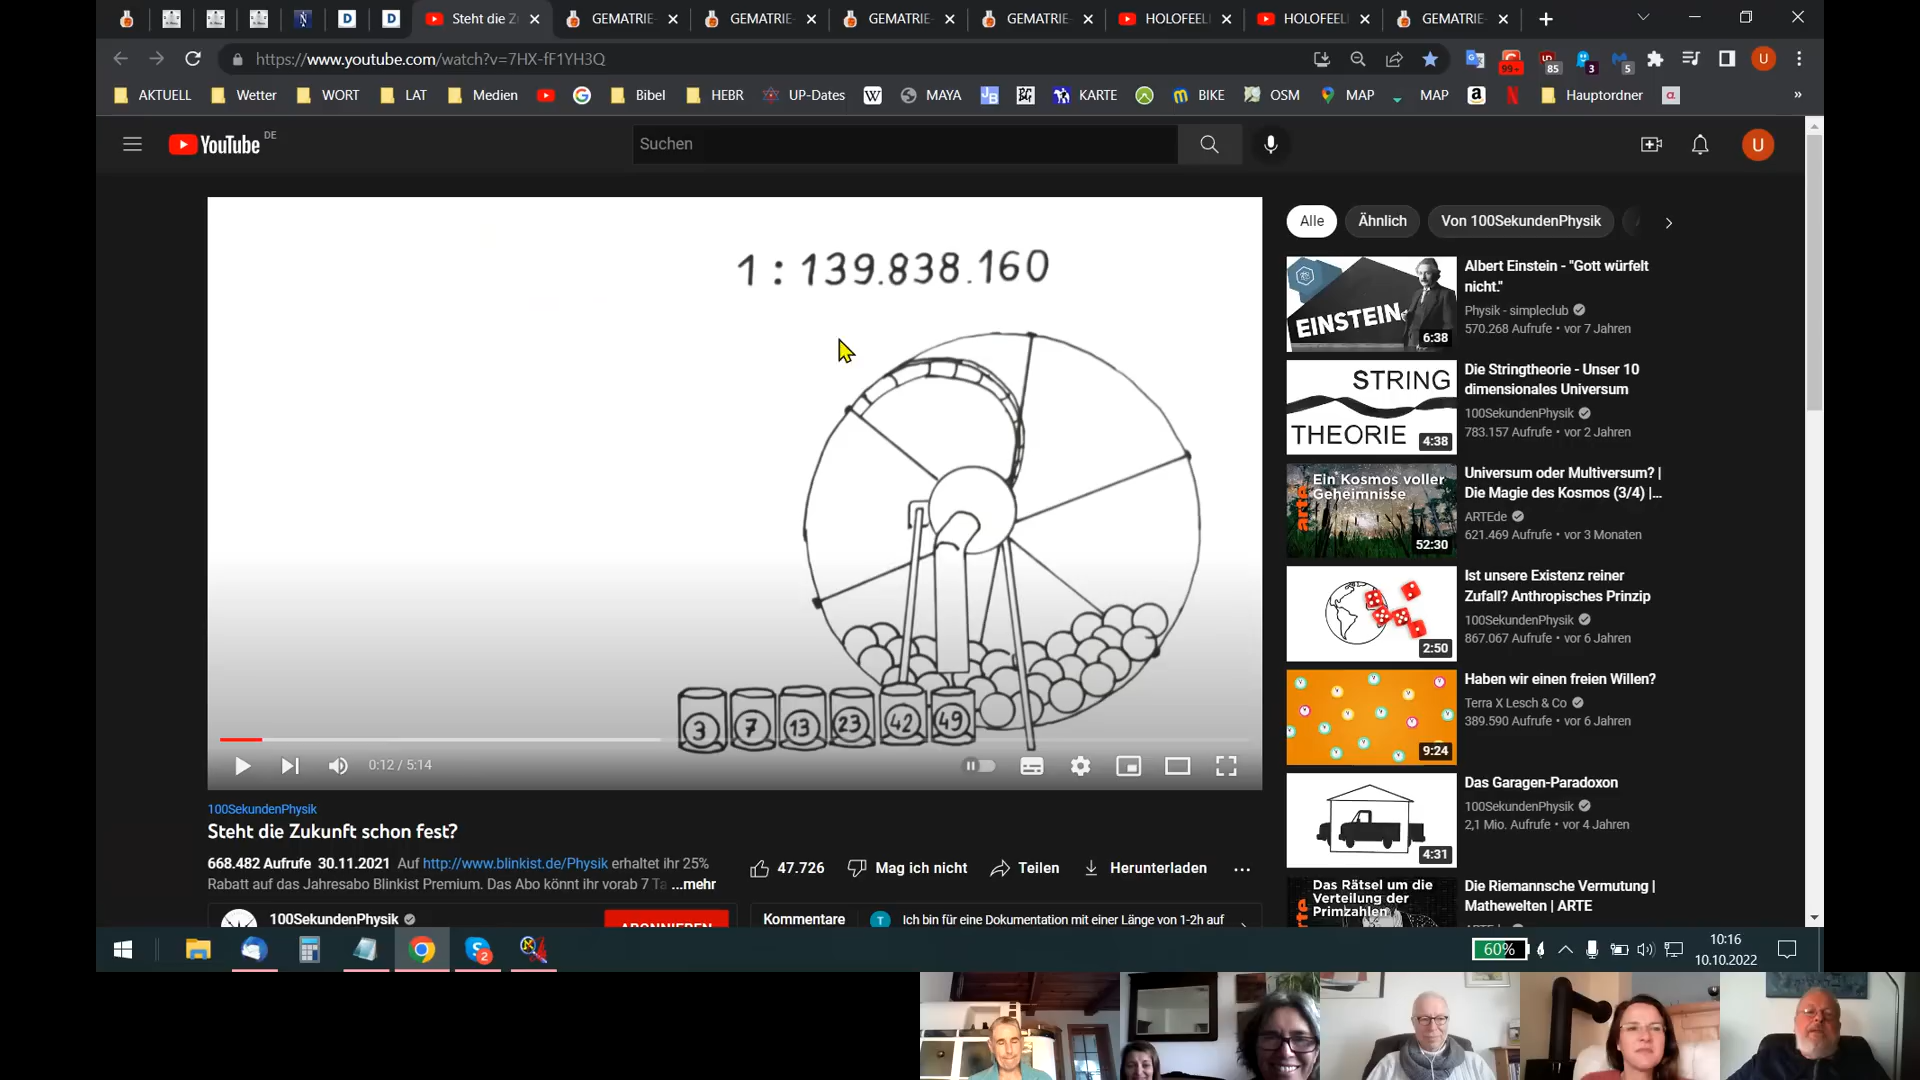 Steht die Z
GEMATRIE-
GEMATRIE-
GEMATRIE-
GEMATRIE-
HOLOFEEL
HOLOFEEL
GEMATRIE-
https://www.youtube.com/watch?v=7HX-fF1YH3Q
99+
85
3
5
U
AKTUELL
Wetter
WORT
LAT
Medien
Bibel
HEBR
UP-Dates
MAYA
KARTE
BIKE
OSM
MAP
MAP
Hauptordner
»
YouTube DE
Suchen
U
1 : 139.838.160
3 7 13 23 42 49
0:12 / 5:14
100SekundenPhysik
Steht die Zukunft schon fest?
668.482 Aufrufe 30.11.2021 Auf http://www.blinkist.de/Physik erhaltet ihr 25%
Rabatt auf das Jahresabo Blinkist Premium. Das Abo könnt ihr vorab 7 Ta ...mehr
47.726
Mag ich nicht
Teilen
Herunterladen
100SekundenPhysik
ABONNIEREN
Kommentare
T
Ich bin für eine Dokumentation mit einer Länge von 1-2h auf
Alle
Ähnlich
Von 100SekundenPhysik
EINSTEIN
6:38
Albert Einstein - "Gott würfelt
nicht."
Physik - simpleclub
570.268 Aufrufe • vor 7 Jahren
STRING
THEORIE
4:38
Die Stringtheorie - Unser 10
dimensionales Universum
100SekundenPhysik
783.157 Aufrufe • vor 2 Jahren
Ein Kosmos voller
Geheimnisse
arte
52:30
Universum oder Multiversum? |
Die Magie des Kosmos (3/4) |...
ARTEde
621.469 Aufrufe • vor 3 Monaten
2:50
Ist unsere Existenz reiner
Zufall? Anthropisches Prinzip
100SekundenPhysik
867.067 Aufrufe • vor 6 Jahren
9:24
Haben wir einen freien Willen?
Terra X Lesch & Co
389.590 Aufrufe • vor 6 Jahren
4:31
Das Garagen-Paradoxon
100SekundenPhysik
2,1 Mio. Aufrufe • vor 4 Jahren
Das Rätsel um die
Verteilung der
Primzahlen
arte
Die Riemannsche Vermutung |
Mathewelten | ARTE
2
60%
10:16
10.10.2022